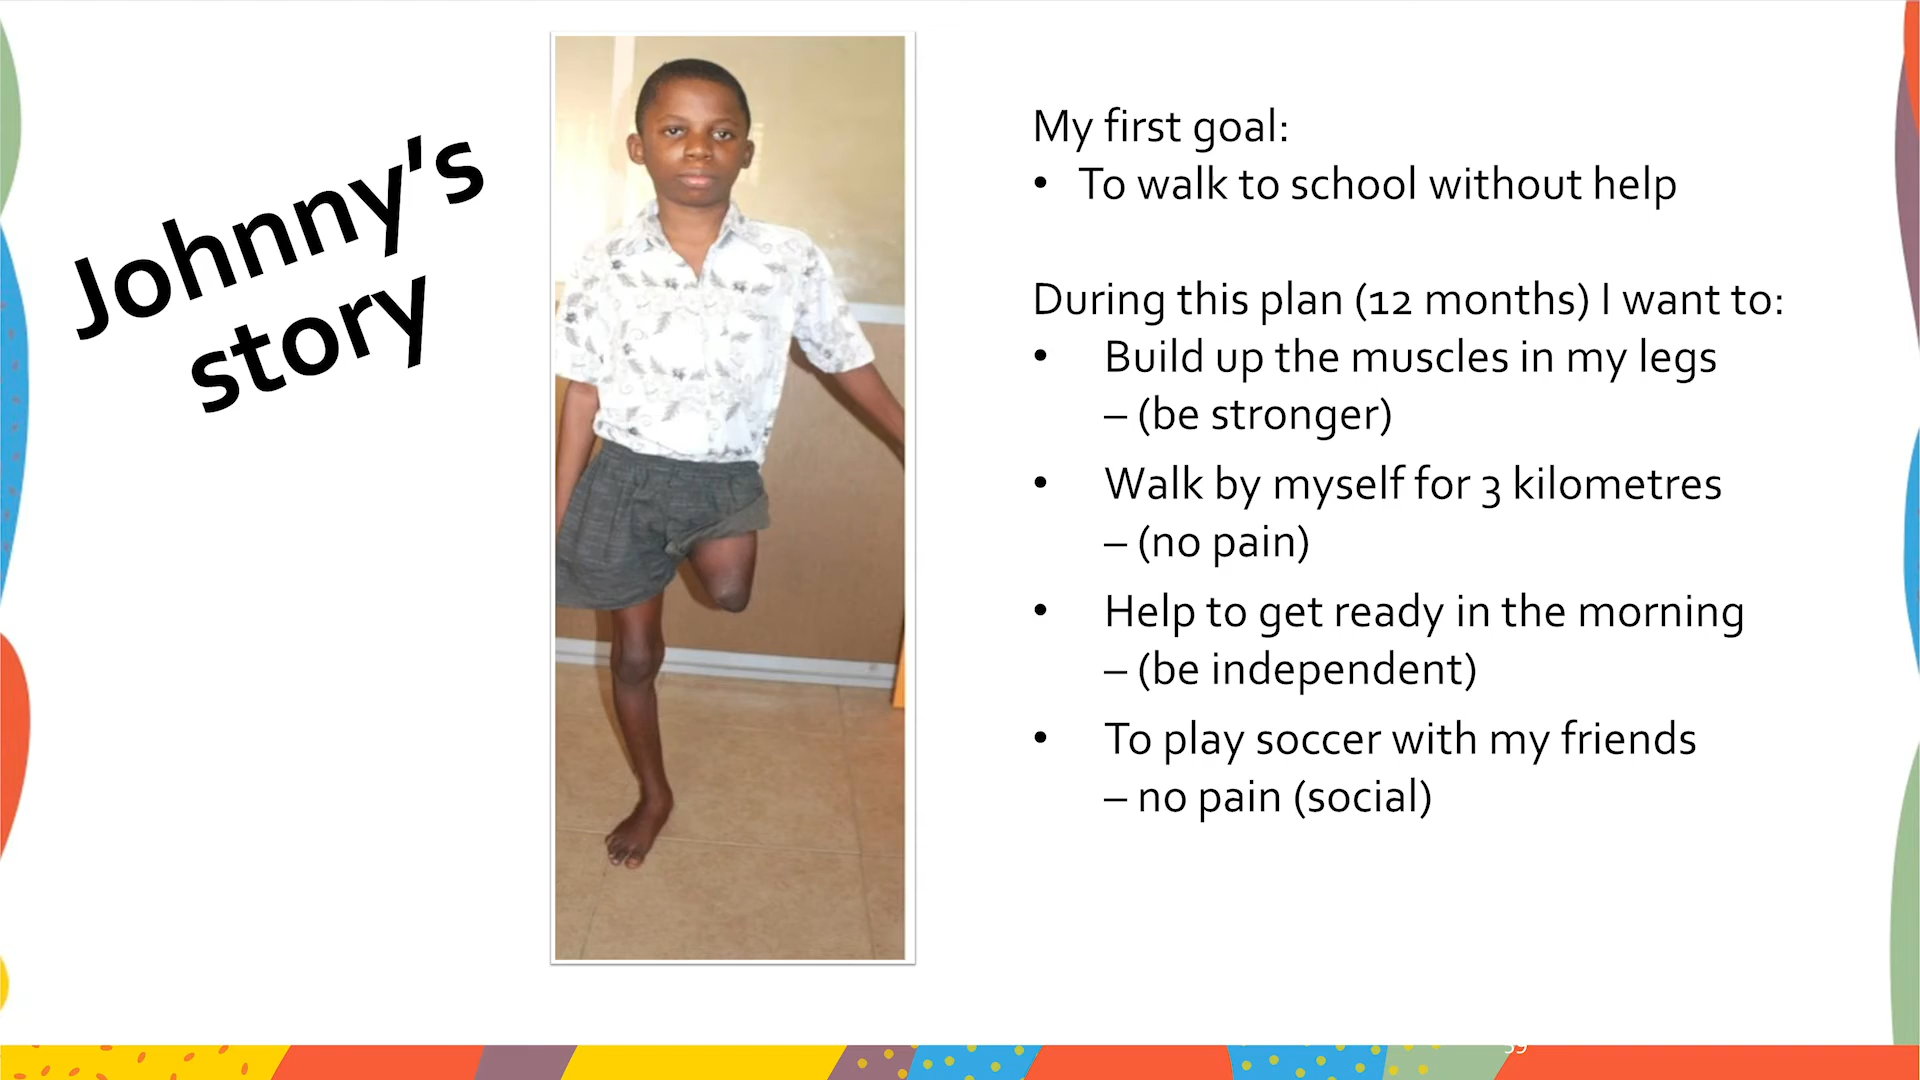 Johnny's
story
My first goal:
• To walk to school without help
During this plan (12 months) I want to:
• Build up the muscles in my legs
– (be stronger)
• Walk by myself for 3 kilometres
– (no pain)
• Help to get ready in the morning
– (be independent)
• To play soccer with my friends
– no pain (social)